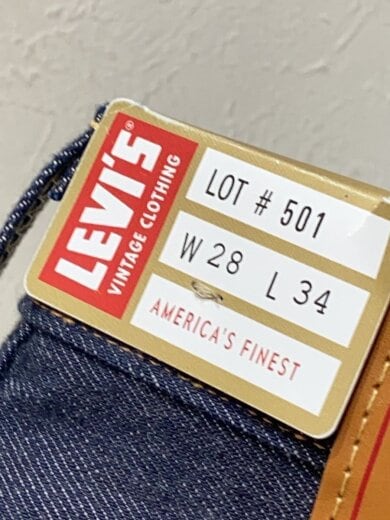 LEVI'S®
VINTAGE CLOTHING
LOT # 501
W 28 L 34
AMERICA'S FINEST